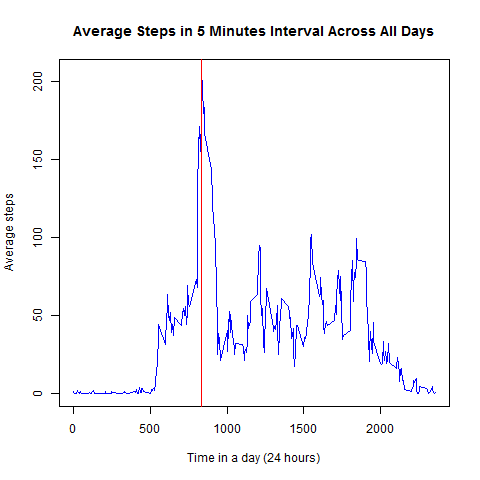 Average Steps in 5 Minutes Interval Across All Days
Average steps
200
150
100
50
0
0 500 1000 1500 2000
Time in a day (24 hours)